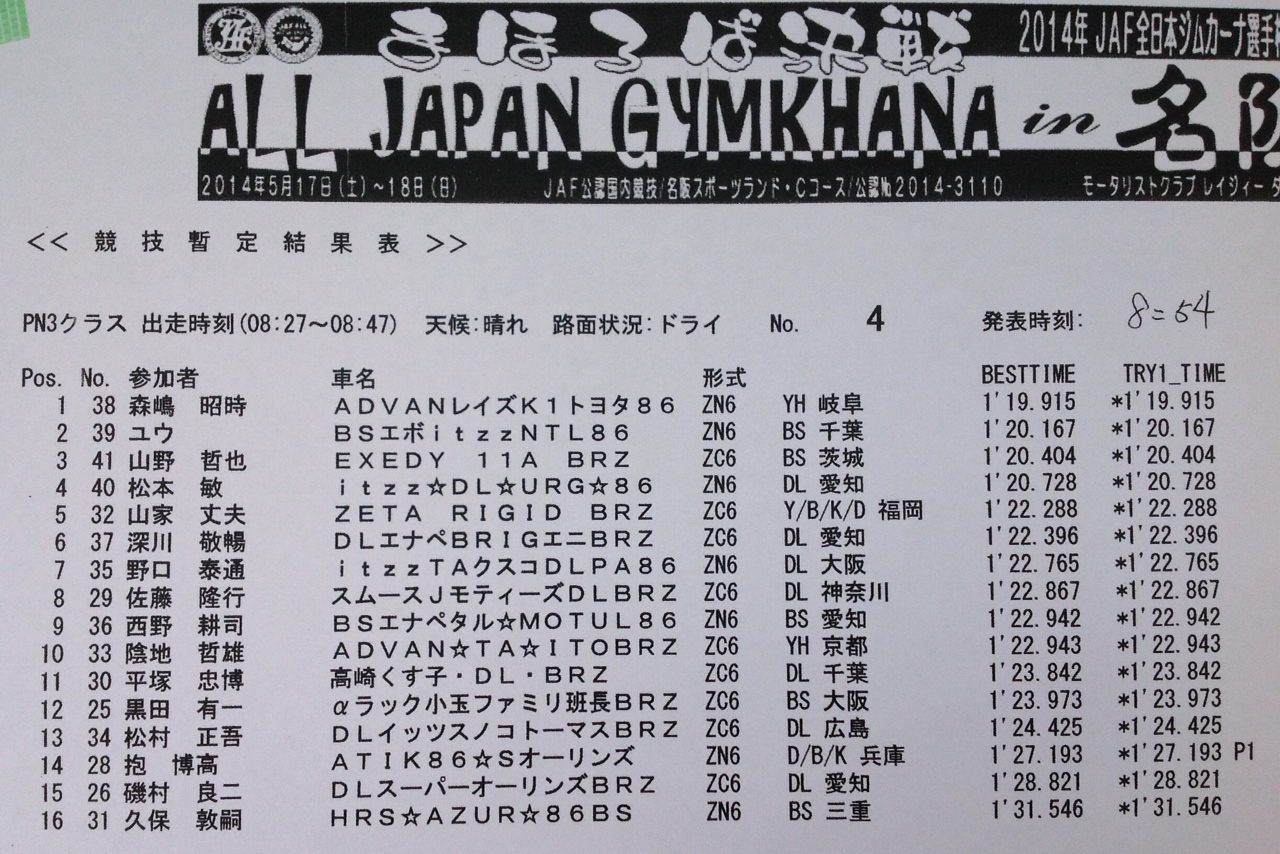 まほろば決戦 2014年 JAF全日本ジムカーナ選手
ALL JAPAN GYMKHANA in 名阪
2014年5月17日(土)~18日(日) JAF公認国内競技/名阪スポーツランド・Cコース/公認№2014-3110 モータリストクラブ レイジィー
<< 競 技 暫 定 結 果 表 >>
PN3クラス 出走時刻(08:27~08:47) 天候:晴れ 路面状況:ドライ No. 4 発表時刻: 8=54
Pos. No. 参加者 車名 形式 BESTTIME TRY1_TIME
1 38 森嶋 昭時 ADVANレイズK1トヨタ86 ZN6 YH 岐阜 1'19.915 *1'19.915
2 39 ユウ BSエボitzzNTL86 ZN6 BS 千葉 1'20.167 *1'20.167
3 41 山野 哲也 EXEDY 11A BRZ ZC6 BS 茨城 1'20.404 *1'20.404
4 40 松本 敏 itzz☆DL☆URG☆86 ZN6 DL 愛知 1'20.728 *1'20.728
5 32 山家 丈夫 ZETA RIGID BRZ ZC6 Y/B/K/D 福岡 1'22.288 *1'22.288
6 37 深川 敬暢 DLエナペBRIGエニBRZ ZC6 DL 愛知 1'22.396 *1'22.396
7 35 野口 泰通 itzzTAクスコDLPA86 ZN6 DL 大阪 1'22.765 *1'22.765
8 29 佐藤 隆行 スムースJモティーズDLBRZ ZC6 DL 神奈川 1'22.867 *1'22.867
9 36 西野 耕司 BSエナペタル☆MOTUL86 ZN6 BS 愛知 1'22.942 *1'22.942
10 33 陰地 哲雄 ADVAN☆TA☆ITOBRZ ZC6 YH 京都 1'22.943 *1'22.943
11 30 平塚 忠博 高崎くす子・DL・BRZ ZC6 DL 千葉 1'23.842 *1'23.842
12 25 黒田 有一 αラック小玉ファミリ班長BRZ ZC6 BS 大阪 1'23.973 *1'23.973
13 34 松村 正吾 DLイッツスノコトーマスBRZ ZC6 DL 広島 1'24.425 *1'24.425
14 28 抱 博高 ATIK86☆Sオーリンズ ZN6 D/B/K 兵庫 1'27.193 *1'27.193 P1
15 26 磯村 良二 DLスーパーオーリンズBRZ ZC6 DL 愛知 1'28.821 *1'28.821
16 31 久保 敦嗣 HRS☆AZUR☆86BS ZN6 BS 三重 1'31.546 *1'31.546